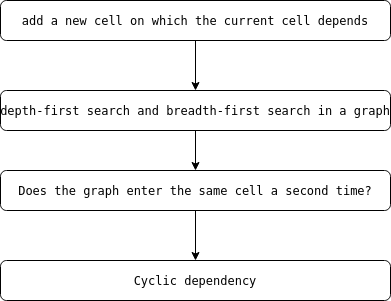 add a new cell on which the current cell depends
depth-first search and breadth-first search in a graph
Does the graph enter the same cell a second time?
Cyclic dependency